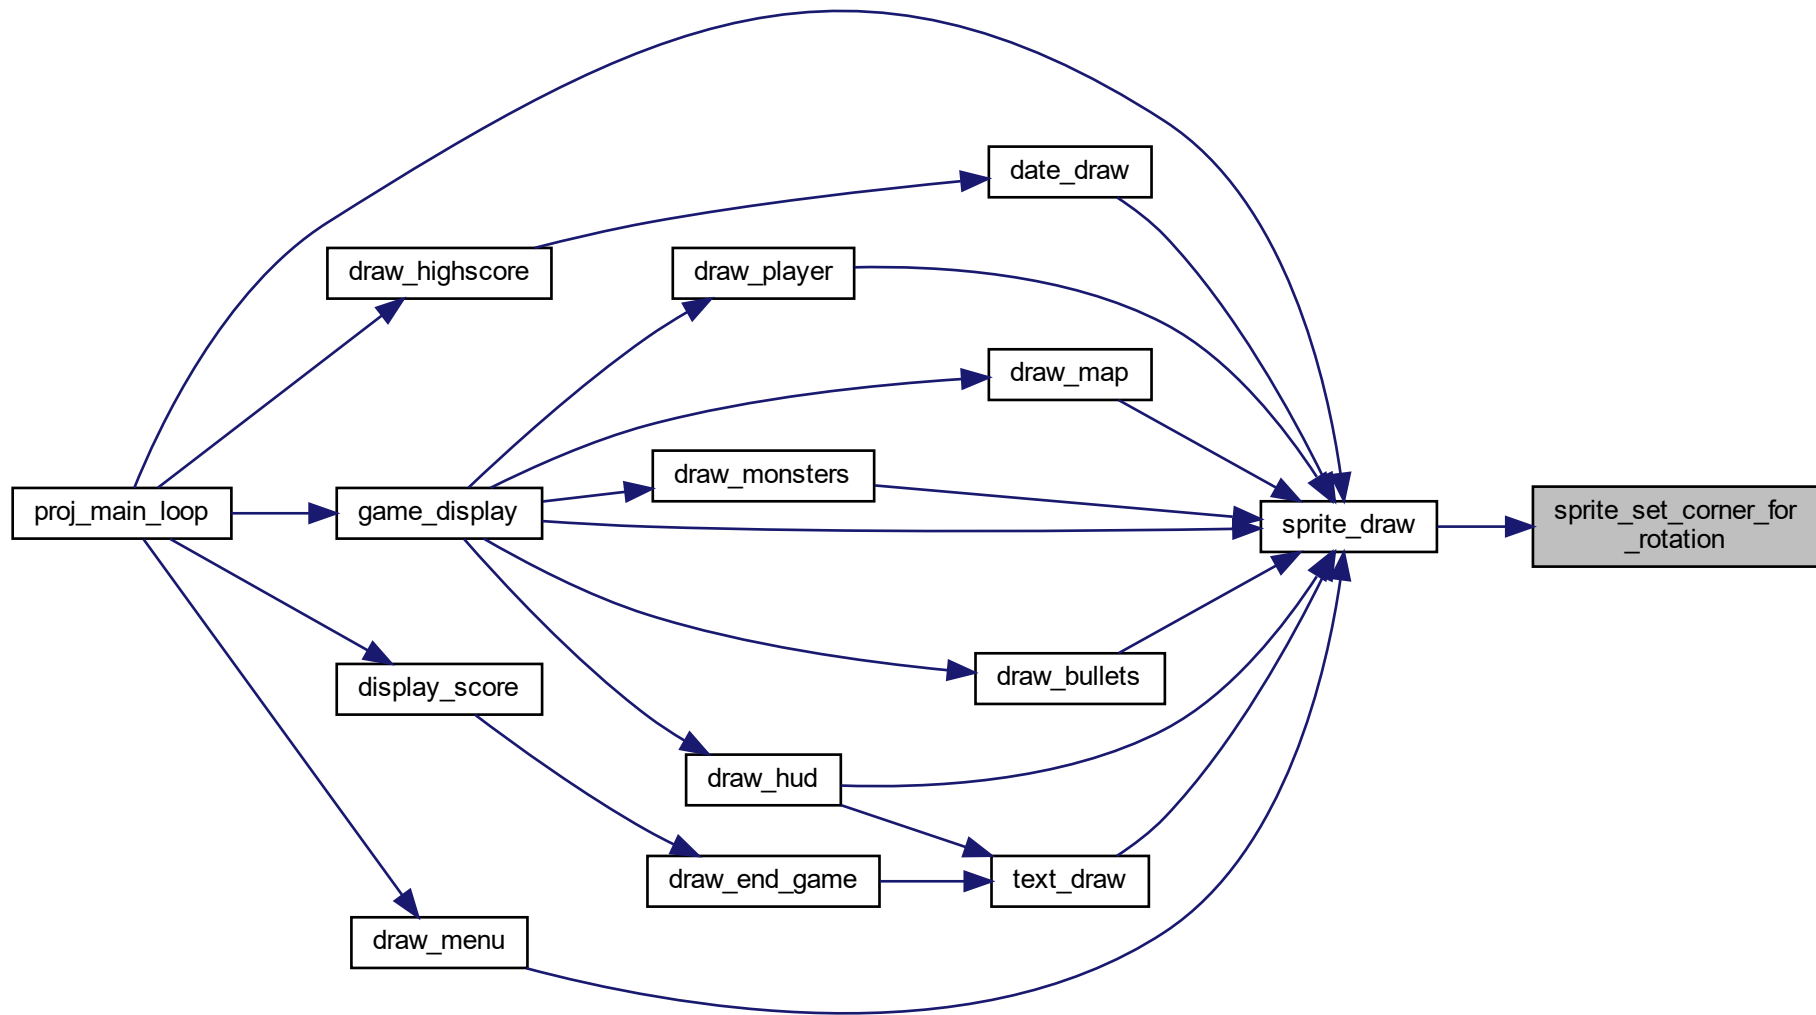 date_draw
draw_highscore
draw_player
draw_map
draw_monsters
proj_main_loop
game_display
sprite_draw
sprite_set_corner_for
_rotation
display_score
draw_bullets
draw_hud
draw_end_game
text_draw
draw_menu